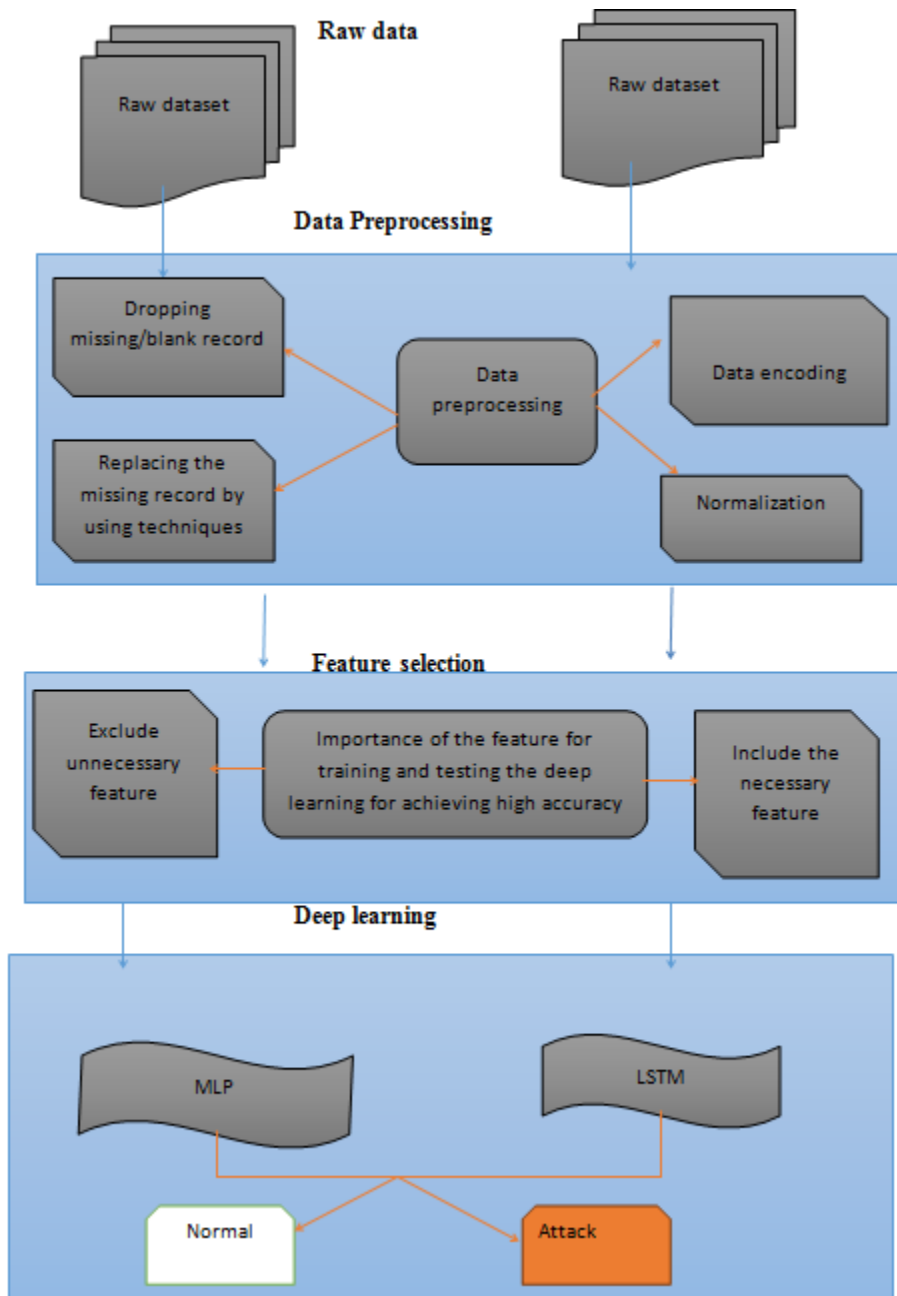 Raw data
Raw dataset
Raw dataset
Data Preprocessing
Dropping
missing/blank record
Data
preprocessing
Data encoding
Replacing the
missing record by
using techniques
Normalization
Feature selection
Exclude
unnecessary
feature
Importance of the feature for
training and testing the deep
learning for achieving high accuracy
Include the
necessary
feature
Deep learning
MLP
LSTM
Normal
Attack